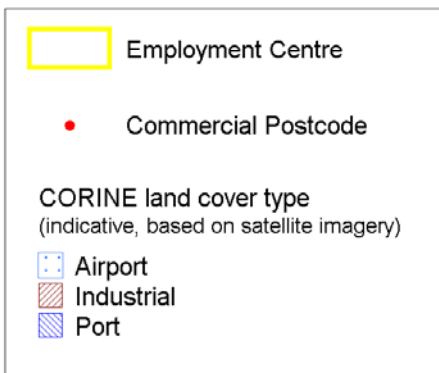 Employment Centre
Commercial Postcode
CORINE land cover type
(indicative, based on satellite imagery)
Airport
Industrial
Port